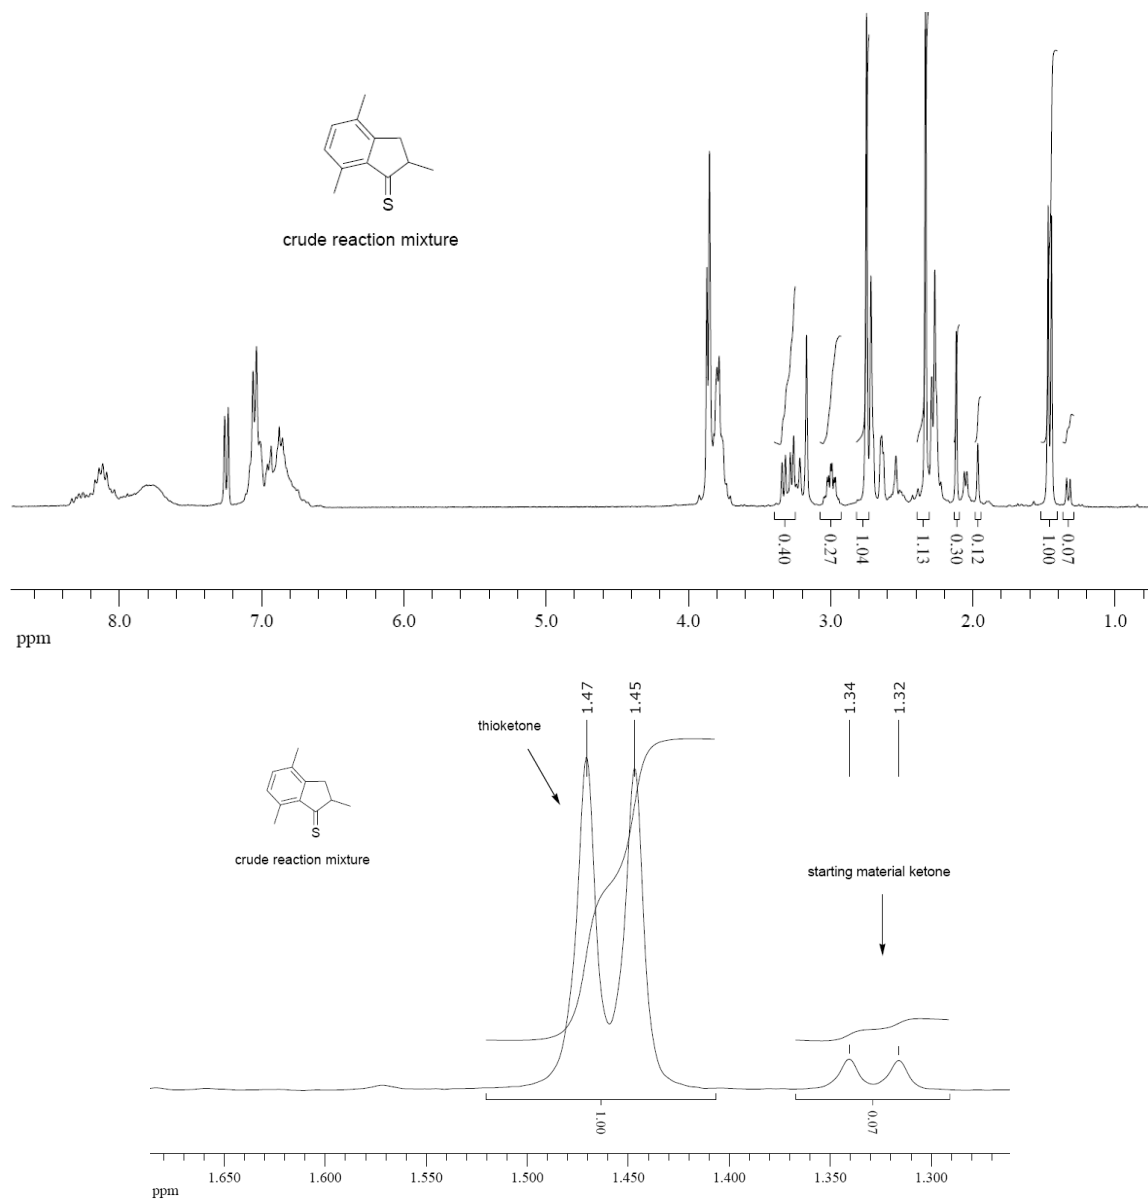 S
crude reaction mixture
0.40
0.27
1.04
1.13
0.30
0.12
1.00
0.07
8.0 7.0 6.0 5.0 4.0 3.0 2.0 1.0
ppm
1.47
1.45
1.34
1.32
thioketone
S
crude reaction mixture
starting material ketone
1.00
0.07
1.650 1.600 1.550 1.500 1.450 1.400 1.350 1.300
ppm